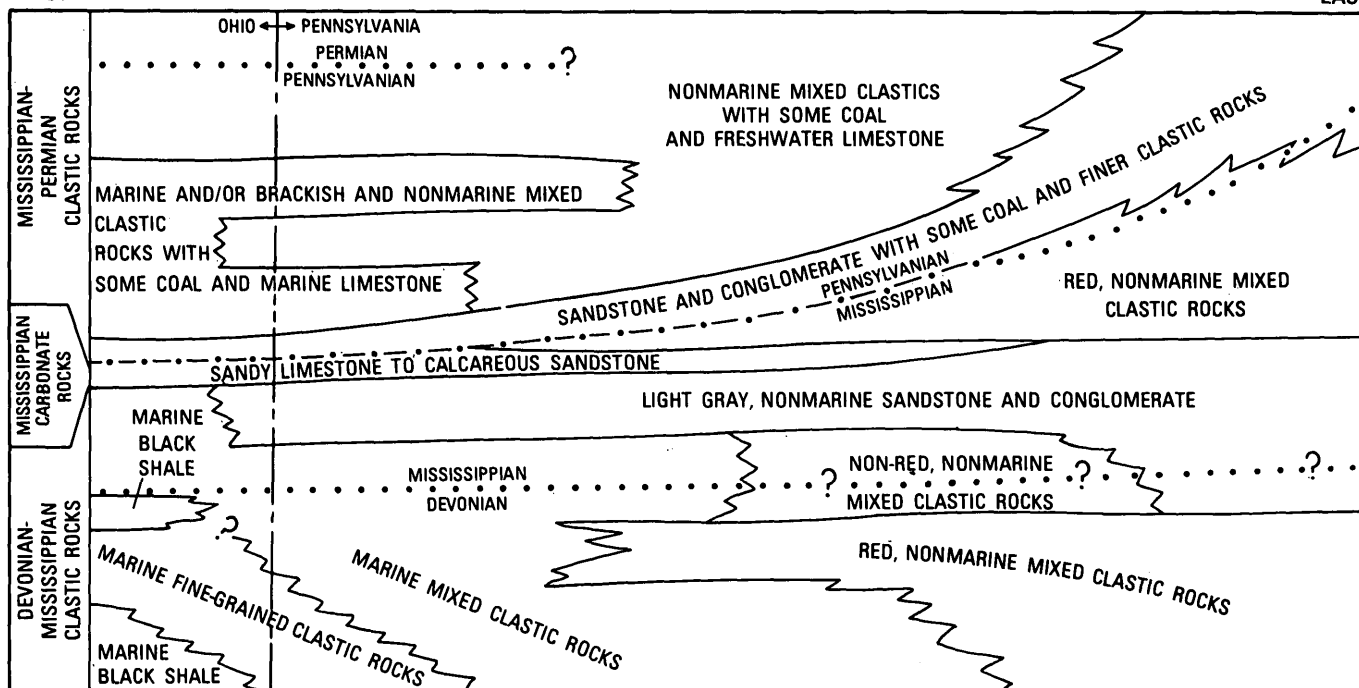 OHIO ←→ PENNSYLVANIA
PERMIAN
PENNSYLVANIAN
?
MISSISSIPPIAN-
PERMIAN
CLASTIC ROCKS
NONMARINE MIXED CLASTICS
WITH SOME COAL
AND FRESHWATER LIMESTONE
MARINE AND/OR BRACKISH AND NONMARINE MIXED
CLASTIC
ROCKS WITH
SOME COAL AND MARINE LIMESTONE
SANDSTONE AND CONGLOMERATE WITH SOME COAL AND FINER CLASTIC ROCKS
PENNSYLVANIAN
MISSISSIPPIAN
RED, NONMARINE MIXED
CLASTIC ROCKS
MISSISSIPPIAN
CARBONATE
ROCKS
SANDY LIMESTONE TO CALCAREOUS SANDSTONE
LIGHT GRAY, NONMARINE SANDSTONE AND CONGLOMERATE
MARINE
BLACK
SHALE
MISSISSIPPIAN
DEVONIAN
NON-RED, NONMARINE
MIXED CLASTIC ROCKS
?
?
?
?
DEVONIAN-
MISSISSIPPIAN
CLASTIC ROCKS
MARINE FINE-GRAINED CLASTIC ROCKS
MARINE MIXED CLASTIC ROCKS
RED, NONMARINE MIXED CLASTIC ROCKS
MARINE
BLACK SHALE